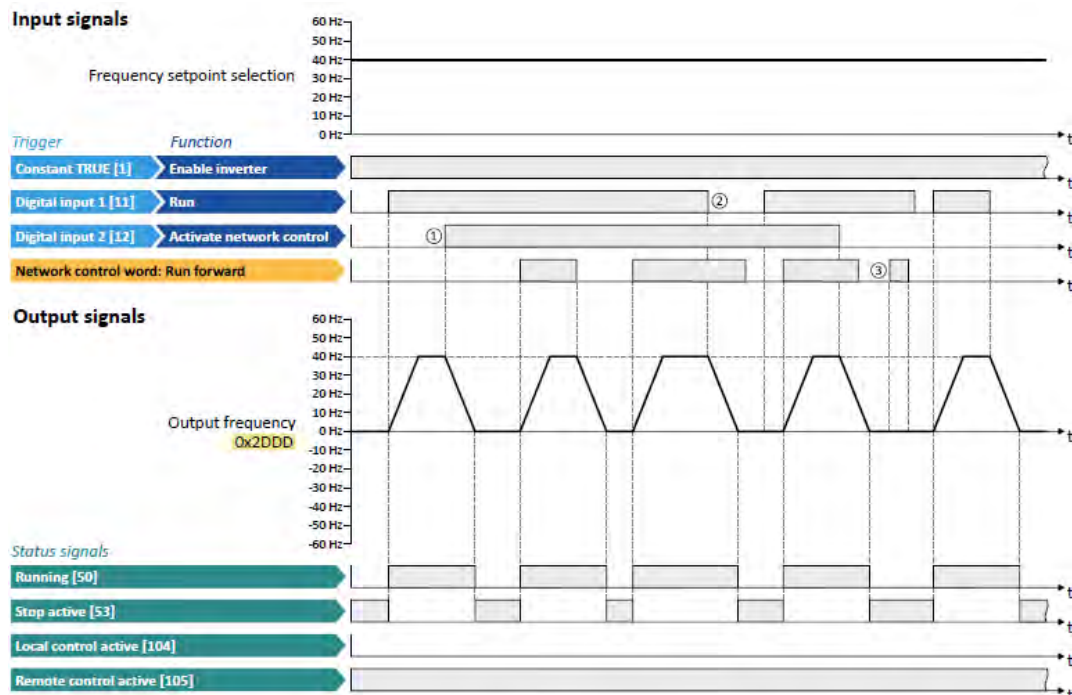 Input signals
60 Hz
50 Hz
40 Hz
Frequency setpoint selection
30 Hz
20 Hz
10 Hz
0 Hz
t
Trigger Function
Constant TRUE [1] Enable inverter
t
Digital input 1 [11] Run
②
t
Digital input 2 [12] Activate network control
①
t
Network control word: Run forward
③
t
Output signals
60 Hz
50 Hz
40 Hz
30 Hz
20 Hz
Output frequency
10 Hz
0x2DDD
0 Hz
t
-10 Hz
-20 Hz
-30 Hz
-40 Hz
-50 Hz
-60 Hz
Status signals
Running [50]
t
Stop active [53]
t
Local control active [104]
t
Remote control active [105]
t